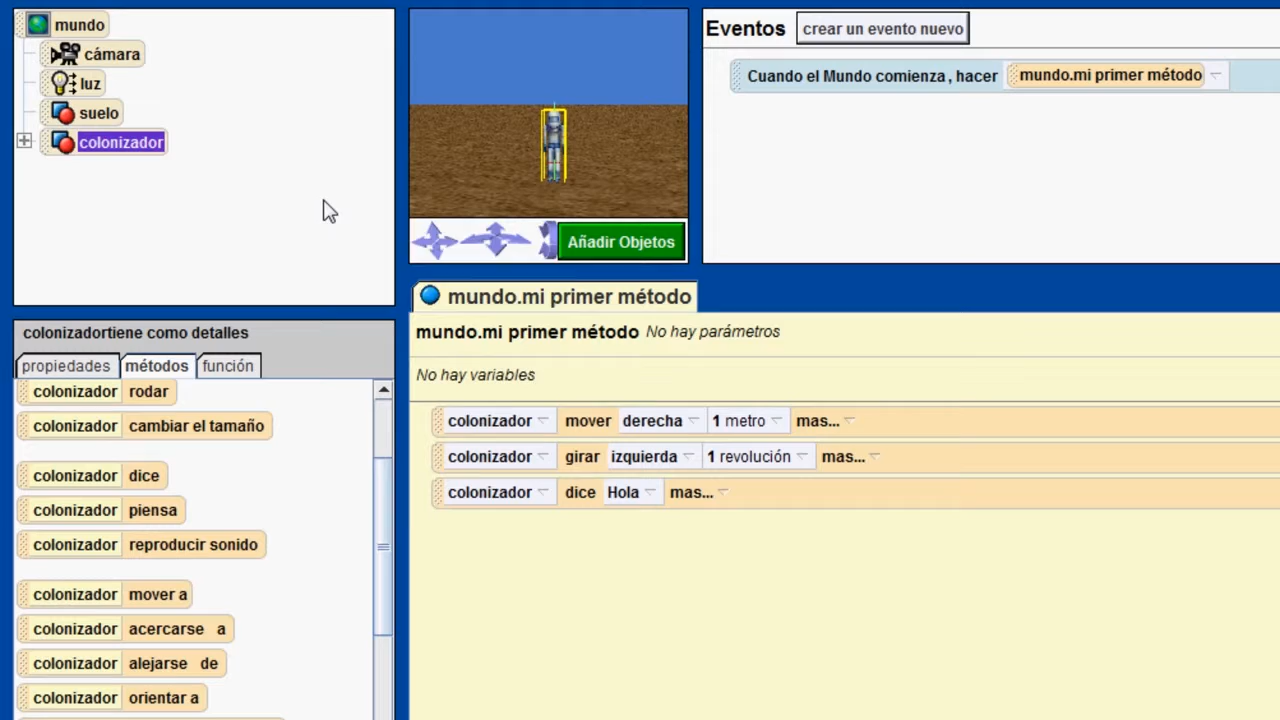 mundo
cámara
luz
suelo
colonizador
Añadir Objetos
Eventos crear un evento nuevo
Cuando el Mundo comienza, hacer mundo.mi primer método
colonizadortiene como detalles
propiedades métodos función
colonizador rodar
colonizador cambiar el tamaño
colonizador dice
colonizador piensa
colonizador reproducir sonido
colonizador mover a
colonizador acercarse a
colonizador alejarse de
colonizador orientar a
mundo.mi primer método
mundo.mi primer método No hay parámetros
No hay variables
colonizador mover derecha 1 metro mas...
colonizador girar izquierda 1 revolución mas...
colonizador dice Hola mas...